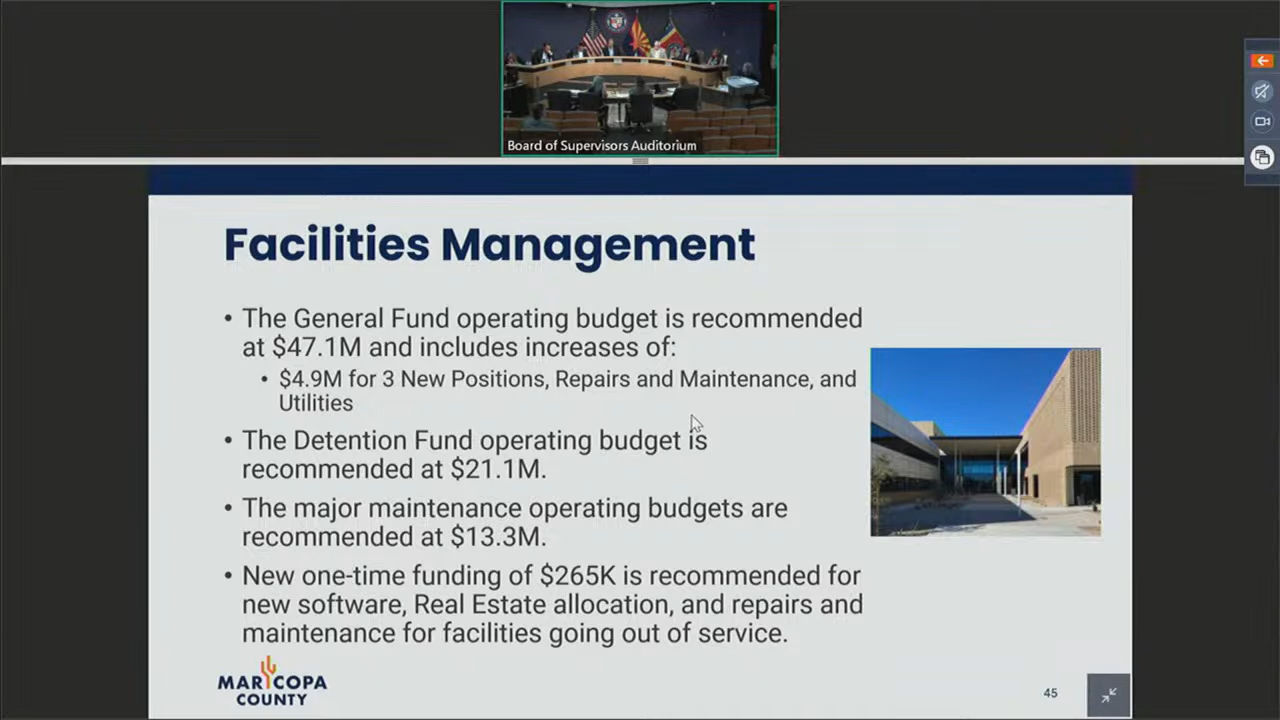 Board of Supervisors Auditorium
Facilities Management
• The General Fund operating budget is recommended
at $47.1M and includes increases of:
• $4.9M for 3 New Positions, Repairs and Maintenance, and
Utilities
• The Detention Fund operating budget is
recommended at $21.1M.
• The major maintenance operating budgets are
recommended at $13.3M.
• New one-time funding of $265K is recommended for
new software, Real Estate allocation, and repairs and
maintenance for facilities going out of service.
MARICOPA
COUNTY
45